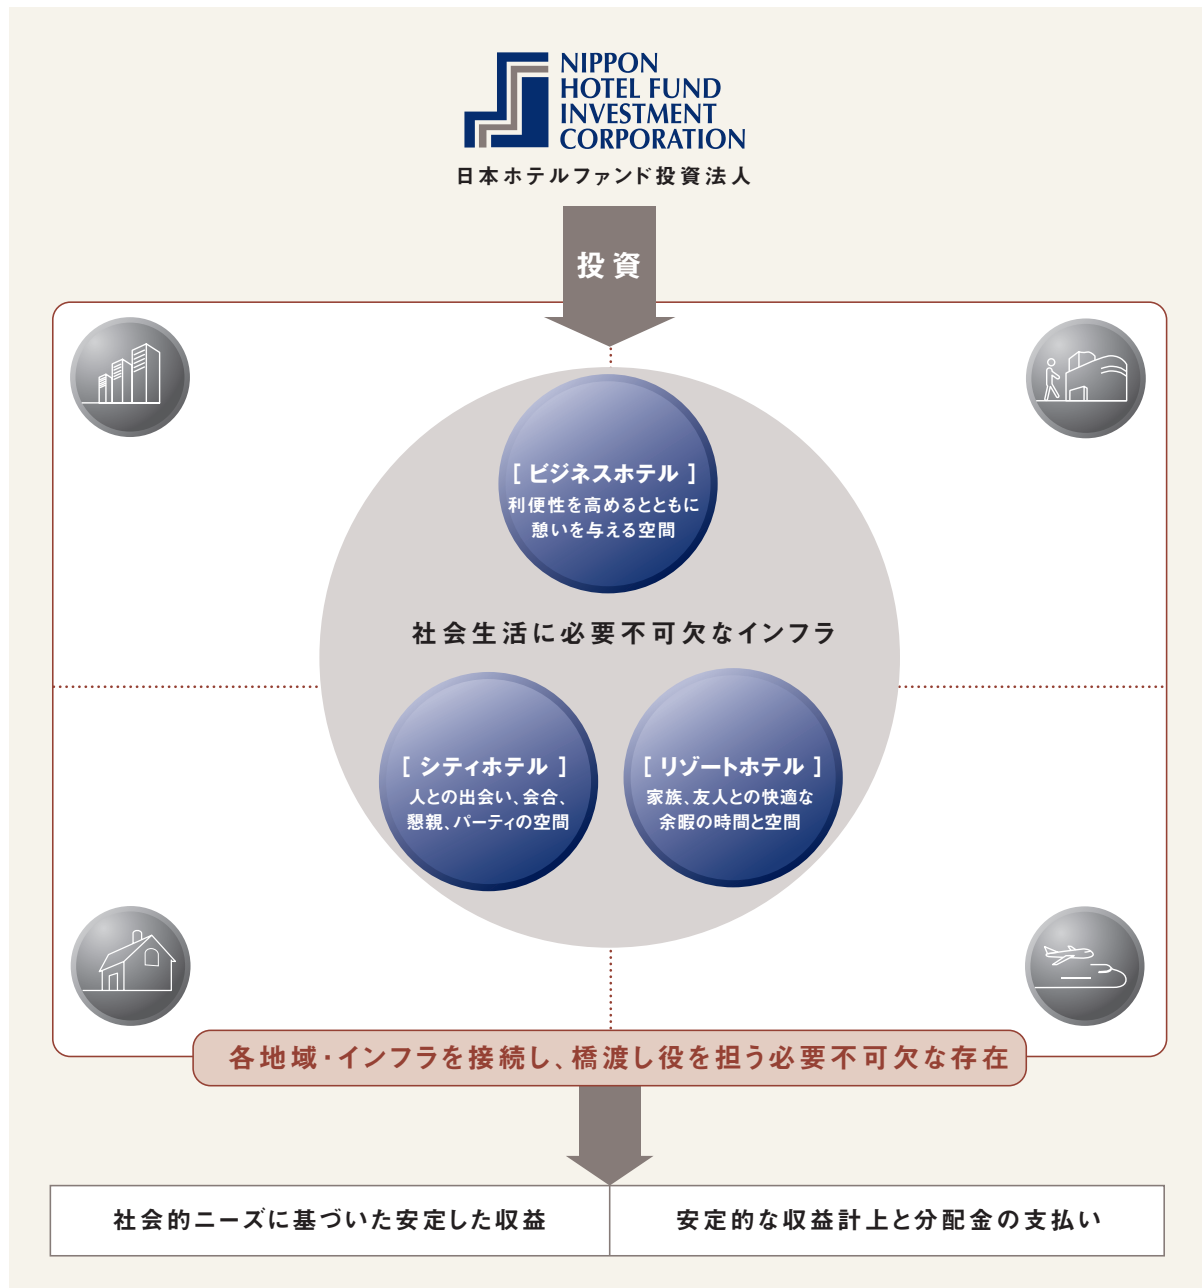 NIPPON
HOTEL FUND
INVESTMENT
CORPORATION
日本ホテルファンド投資法人
投資
[ ビジネスホテル ]
利便性を高めるとともに
憩いを与える空間
社会生活に必要不可欠なインフラ
[ シティホテル ]
人との出会い、会合、
懇親、パーティの空間
[ リゾートホテル ]
家族、友人との快適な
余暇の時間と空間
各地域・インフラを接続し、橋渡し役を担う必要不可欠な存在
社会的ニーズに基づいた安定した収益
安定的な収益計上と分配金の支払い